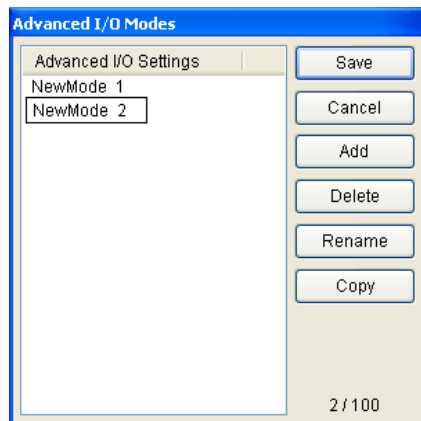 Advanced I/O Modes
Advanced I/O Settings
NewMode 1
NewMode 2
Save
Cancel
Add
Delete
Rename
Copy
2 / 100